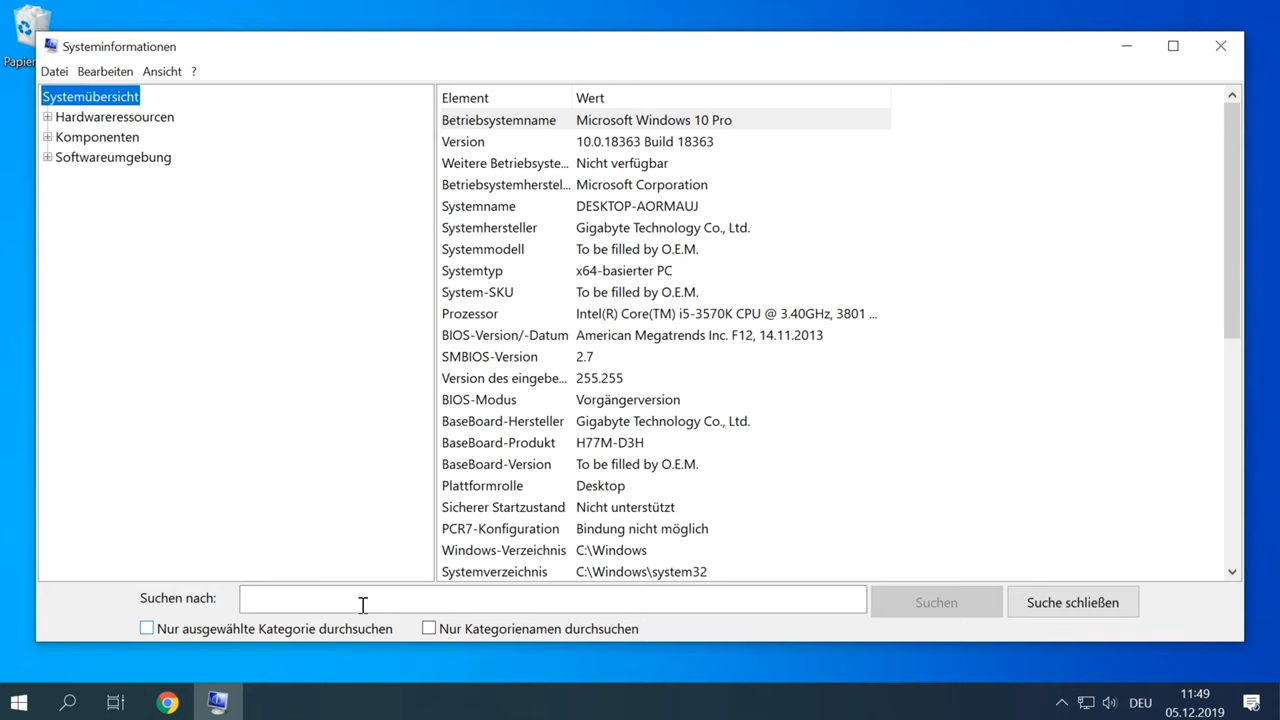 Papier
Systeminformationen
Datei Bearbeiten Ansicht ?
Systemübersicht
Hardwareressourcen
Komponenten
Softwareumgebung
Element Wert
Betriebsystemname Microsoft Windows 10 Pro
Version 10.0.18363 Build 18363
Weitere Betriebsyste... Nicht verfügbar
Betriebsystemherstel... Microsoft Corporation
Systemname DESKTOP-AORMAUJ
Systemhersteller Gigabyte Technology Co., Ltd.
Systemmodell To be filled by O.E.M.
Systemtyp x64-basierter PC
System-SKU To be filled by O.E.M.
Prozessor Intel(R) Core(TM) i5-3570K CPU @ 3.40GHz, 3801 ...
BIOS-Version/-Datum American Megatrends Inc. F12, 14.11.2013
SMBIOS-Version 2.7
Version des eingebe... 255.255
BIOS-Modus Vorgängerversion
BaseBoard-Hersteller Gigabyte Technology Co., Ltd.
BaseBoard-Produkt H77M-D3H
BaseBoard-Version To be filled by O.E.M.
Plattformrolle Desktop
Sicherer Startzustand Nicht unterstützt
PCR7-Konfiguration Bindung nicht möglich
Windows-Verzeichnis C:\Windows
Systemverzeichnis C:\Windows\system32
Suchen nach: Suchen Suche schließen
Nur ausgewählte Kategorie durchsuchen Nur Kategorienamen durchsuchen
DEU
11:49
05.12.2019